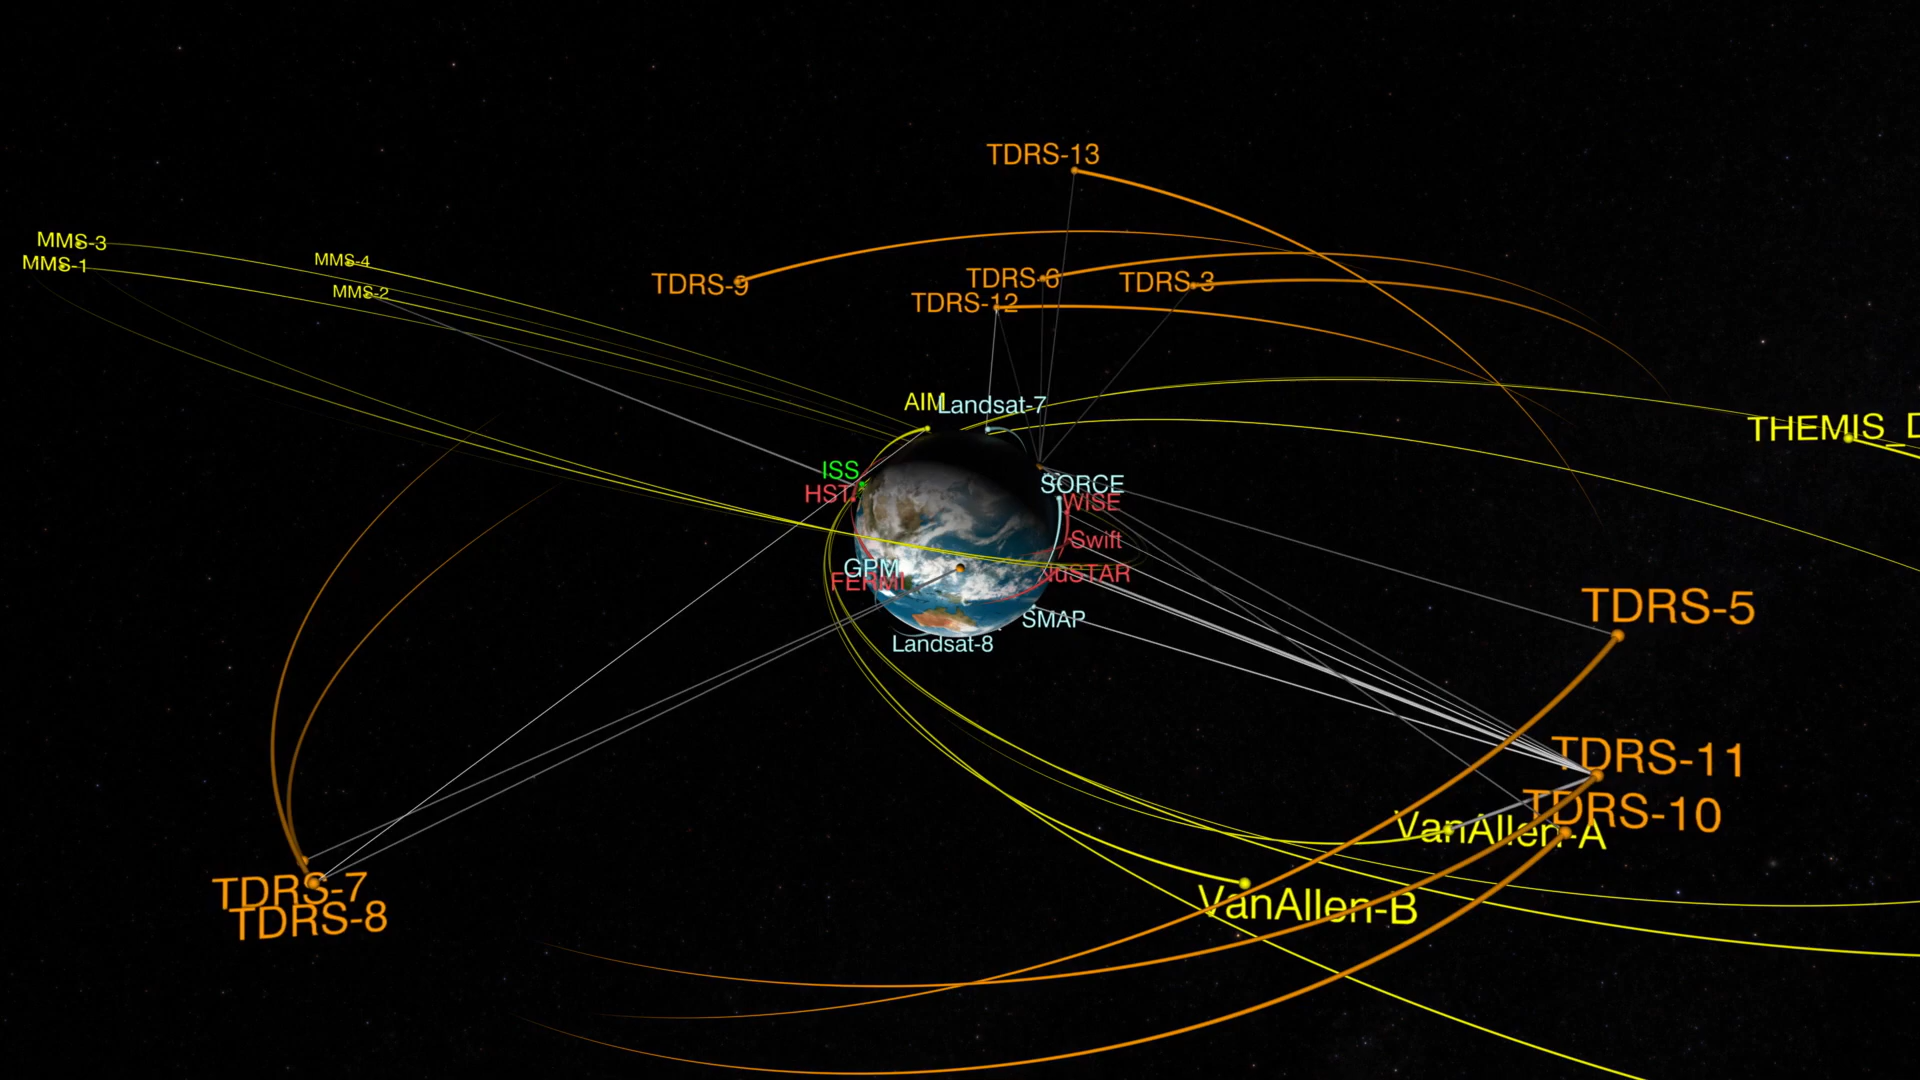 TDRS-13
MMS-3
MMS-4
MMS-1
TDRS-9
TDRS-6
TDRS-3
MMS-2
TDRS-12
AIM
Landsat-7
THEMIS_D
ISS
SORCE
HST
WISE
Swift
GPM
NuSTAR
FERMI
TDRS-5
SMAP
Landsat-8
TDRS-11
TDRS-10
VanAllen-A
TDRS-7
VanAllen-B
TDRS-8